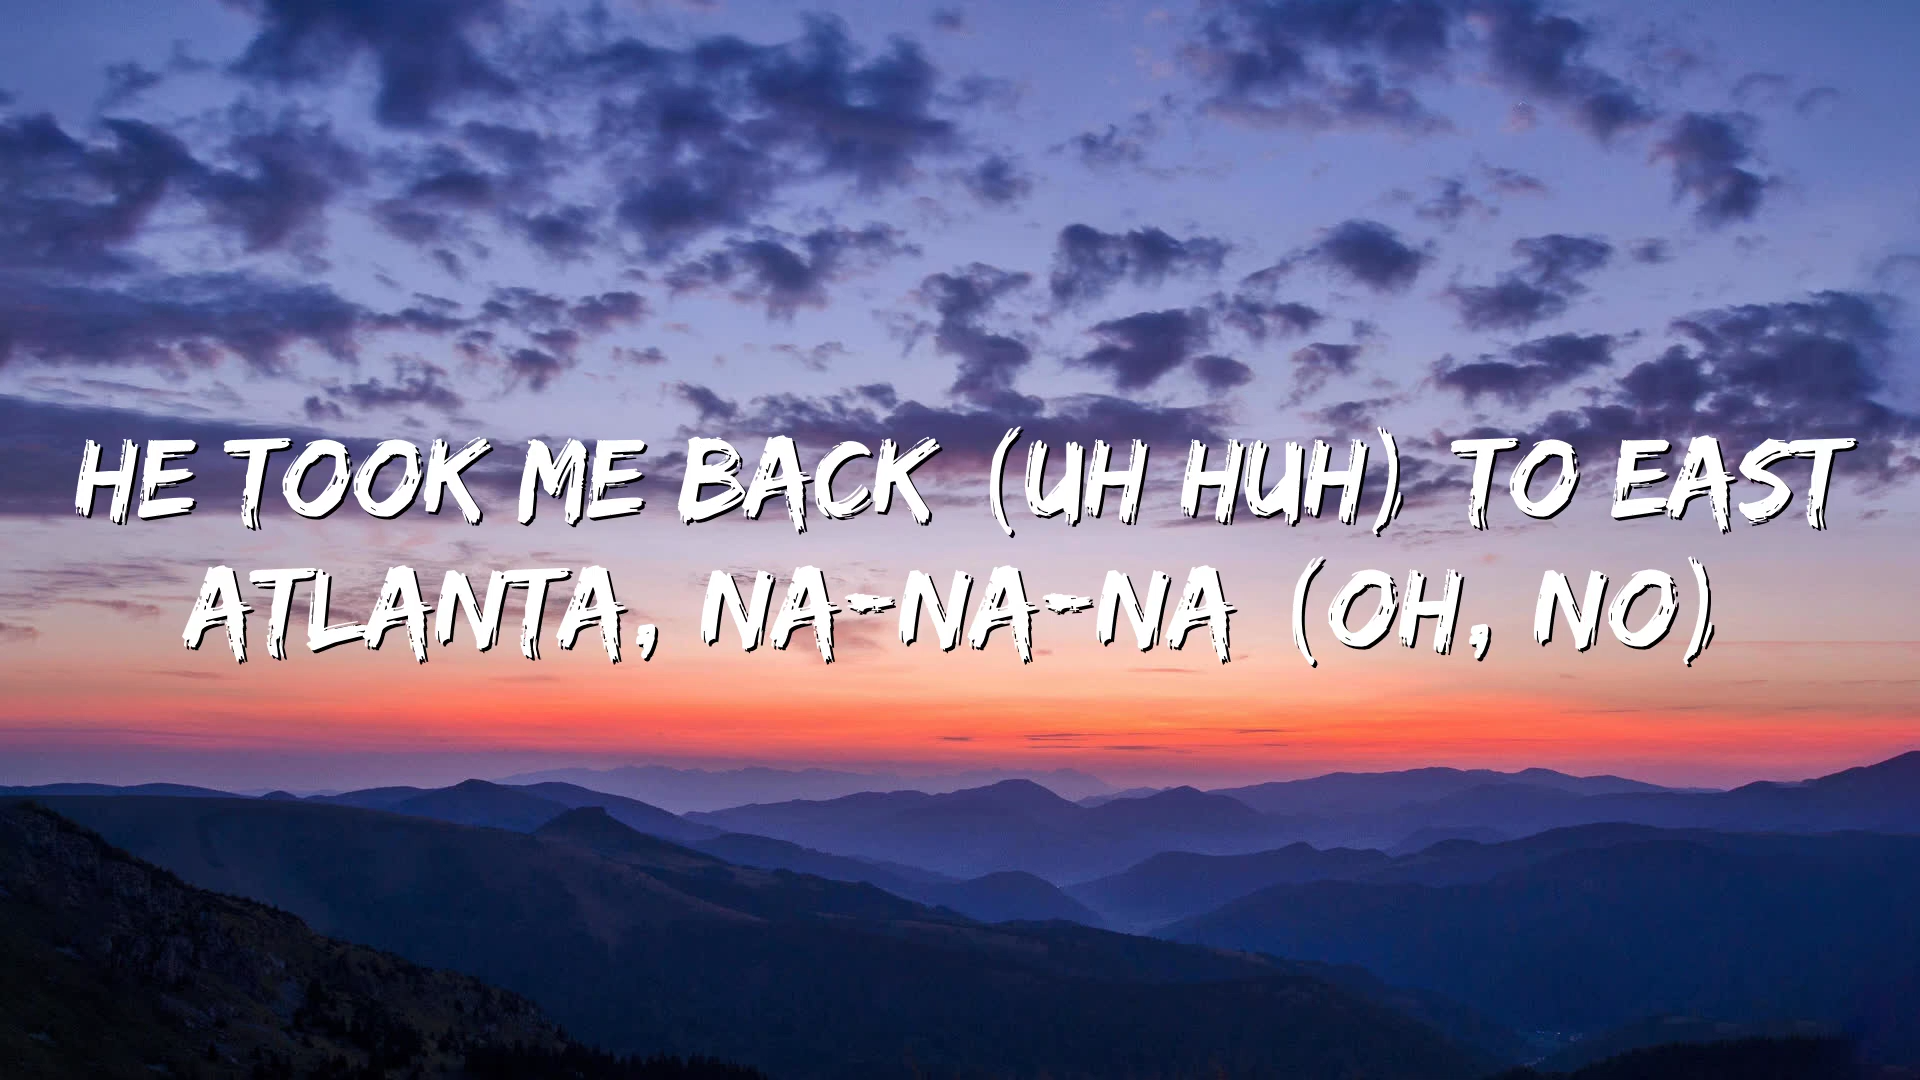 HE TOOK ME BACK (UH HUH) TO EAST
ATLANTA, NA-NA-NA (OH, NO)